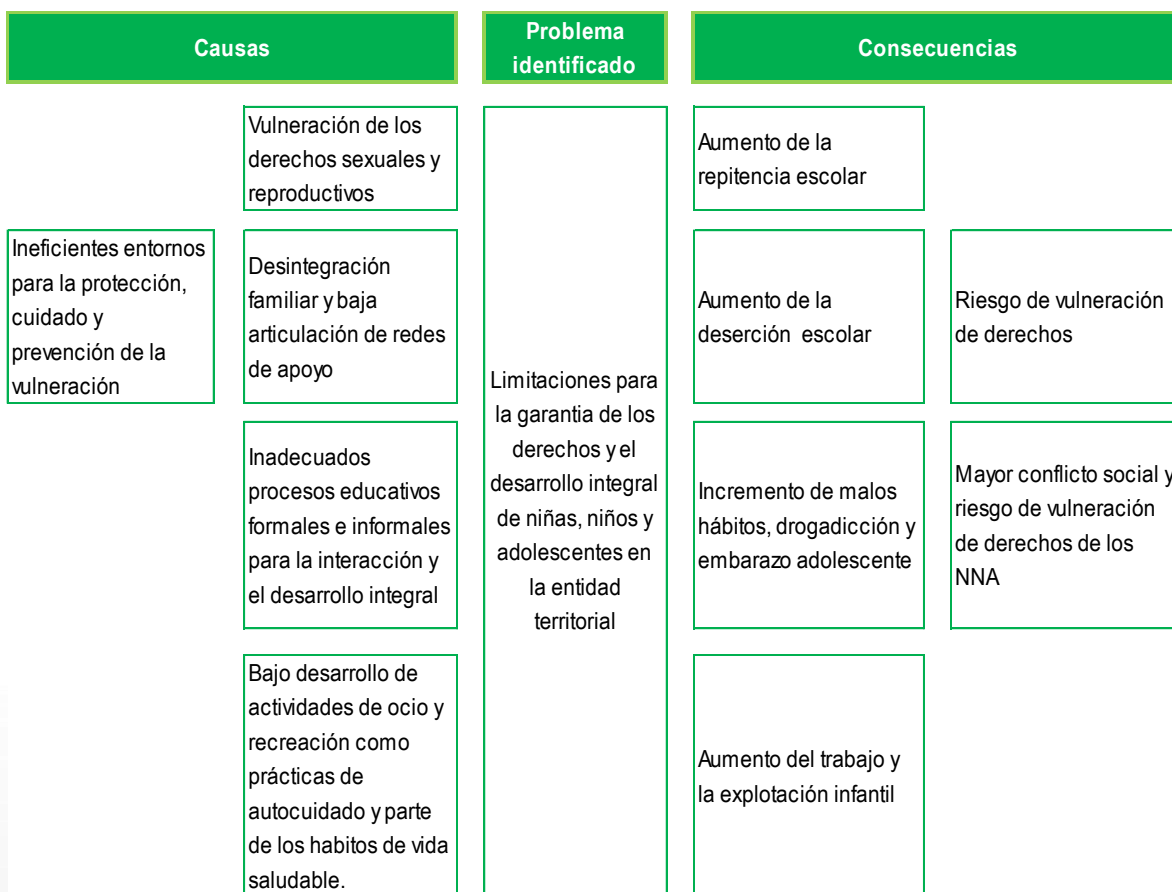 Causas
Problema
identificado
Consecuencias
Ineficientes entornos
para la protección,
cuidado y
prevención de la
vulneración
Vulneración de los
derechos sexuales y
reproductivos
Desintegración
familiar y baja
articulación de redes
de apoyo
Inadecuados
procesos educativos
formales e informales
para la interacción y
el desarrollo integral
Bajo desarrollo de
actividades de ocio y
recreación como
prácticas de
autocuidado y parte
de los habitos de vida
saludable.
Limitaciones para
la garantia de los
derechos y el
desarrollo integral
de niñas, niños y
adolescentes en
la entidad
territorial
Aumento de la
repitencia escolar
Aumento de la
deserción escolar
Incremento de malos
hábitos, drogadicción y
embarazo adolescente
Aumento del trabajo y
la explotación infantil
Riesgo de vulneración
de derechos
Mayor conflicto social y
riesgo de vulneración
de derechos de los
NNA